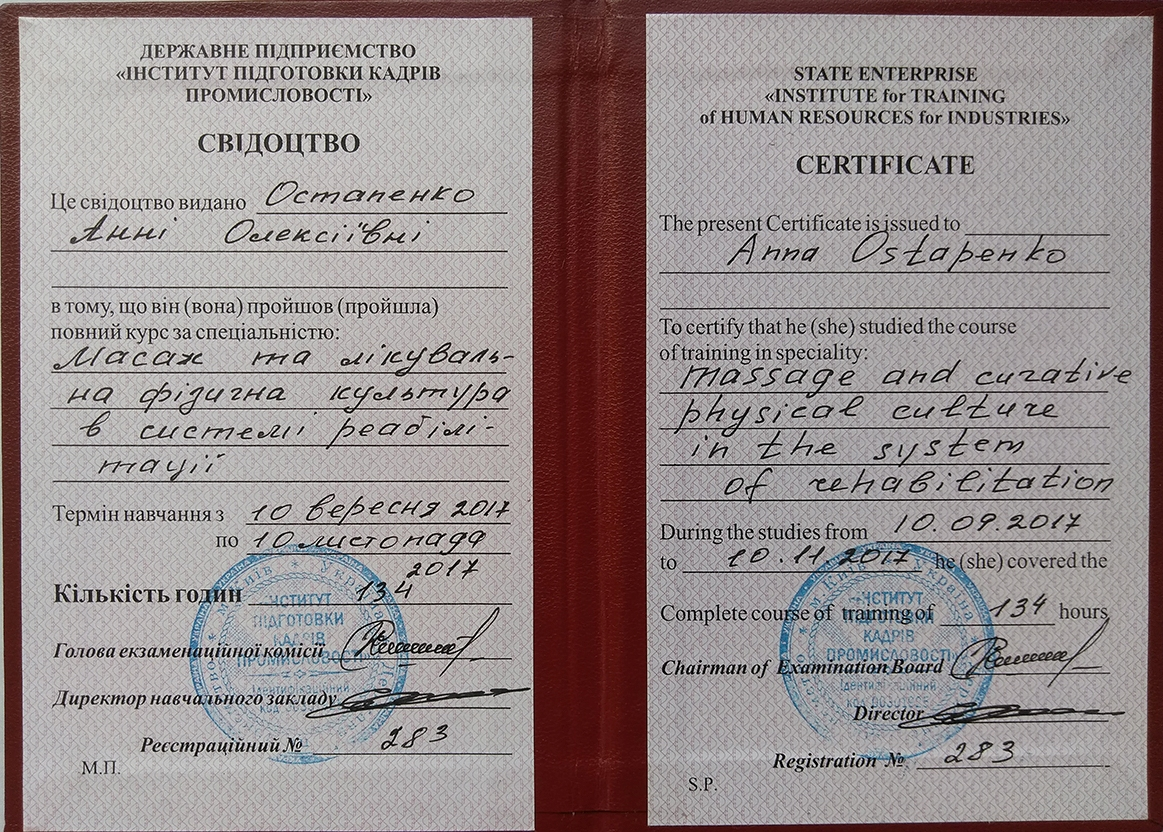 ДЕРЖАВНЕ ПІДПРИЄМСТВО
«ІНСТИТУТ ПІДГОТОВКИ КАДРІВ
ПРОМИСЛОВОСТІ»
СВІДОЦТВО
Це свідоцтво видано Остапенко
Анні Олексіївні
в тому, що він (вона) пройшов (пройшла)
повний курс за спеціальністю:
Масаж та лікуваль-
на фізична культура
в системі реабілі-
тації
Термін навчання з 10 вересня 2017
по 10 листопада
2017
Кількість годин 134
Голова екзаменаційної комісії
Директор навчального закладу
Реєстраційний № 283
М.П.
ІНСТИТУТ
ПІДГОТОВКИ
КАДРІВ
ПРОМИСЛОВОСТІ
STATE ENTERPRISE
«INSTITUTE for TRAINING
of HUMAN RESOURCES for INDUSTRIES»
CERTIFICATE
The present Certificate is issued to
Anna Ostapenko
To certify that he (she) studied the course
of training in speciality:
massage and curative
physical culture
in the system
of rehabilitation
During the studies from 10.09.2017
to 10.11.2017 he (she) covered the
Complete course of training of 134 hours
Chairman of Examination Board
Director
Registration № 283
S.P.
ІНСТИТУТ
ПІДГОТОВКИ
КАДРІВ
ПРОМИСЛОВОСТІ